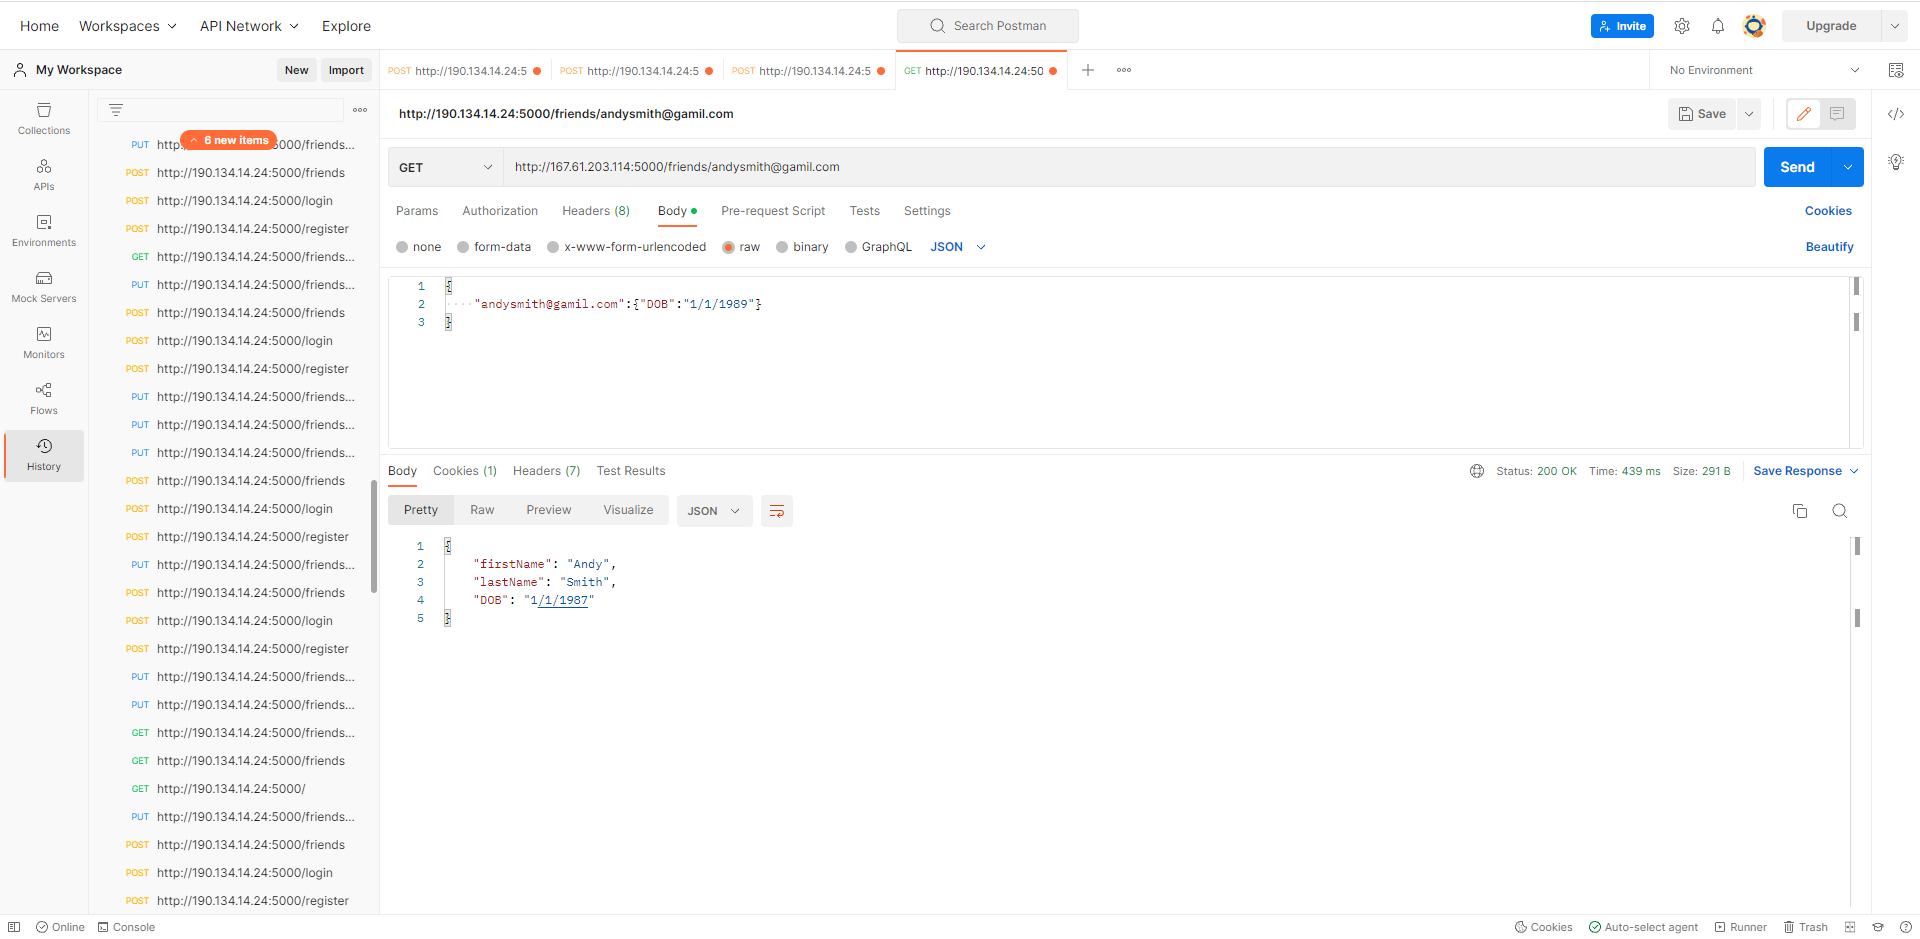 Home Workspaces API Network Explore Search Postman Invite Upgrade
My Workspace New Import POST http://190.134.14.24:5 POST http://190.134.14.24:5 POST http://190.134.14.24:5 GET http://190.134.14.24:50 No Environment
Collections
APIs
Environments
Mock Servers
Monitors
Flows
History
6 new items
PUT http://190.134.14.24:5000/friends...
POST http://190.134.14.24:5000/friends
POST http://190.134.14.24:5000/login
POST http://190.134.14.24:5000/register
GET http://190.134.14.24:5000/friends...
PUT http://190.134.14.24:5000/friends...
POST http://190.134.14.24:5000/friends
POST http://190.134.14.24:5000/login
POST http://190.134.14.24:5000/register
PUT http://190.134.14.24:5000/friends...
PUT http://190.134.14.24:5000/friends...
PUT http://190.134.14.24:5000/friends...
POST http://190.134.14.24:5000/friends
POST http://190.134.14.24:5000/login
POST http://190.134.14.24:5000/register
PUT http://190.134.14.24:5000/friends...
POST http://190.134.14.24:5000/friends
POST http://190.134.14.24:5000/login
POST http://190.134.14.24:5000/register
PUT http://190.134.14.24:5000/friends...
PUT http://190.134.14.24:5000/friends...
GET http://190.134.14.24:5000/friends...
GET http://190.134.14.24:5000/friends
GET http://190.134.14.24:5000/
PUT http://190.134.14.24:5000/friends...
POST http://190.134.14.24:5000/friends
POST http://190.134.14.24:5000/login
POST http://190.134.14.24:5000/register
http://190.134.14.24:5000/friends/andysmith@gamil.com Save
GET http://167.61.203.114:5000/friends/andysmith@gamil.com Send
Params Authorization Headers (8) Body Pre-request Script Tests Settings Cookies
none form-data x-www-form-urlencoded raw binary GraphQL JSON Beautify
1 {
2 "andysmith@gamil.com":{"DOB":"1/1/1989"}
3 }
Body Cookies (1) Headers (7) Test Results Status: 200 OK Time: 439 ms Size: 291 B Save Response
Pretty Raw Preview Visualize JSON
1 {
2 "firstName": "Andy",
3 "lastName": "Smith",
4 "DOB": "1/1/1987"
5 }
Online Console Cookies Auto-select agent Runner Trash